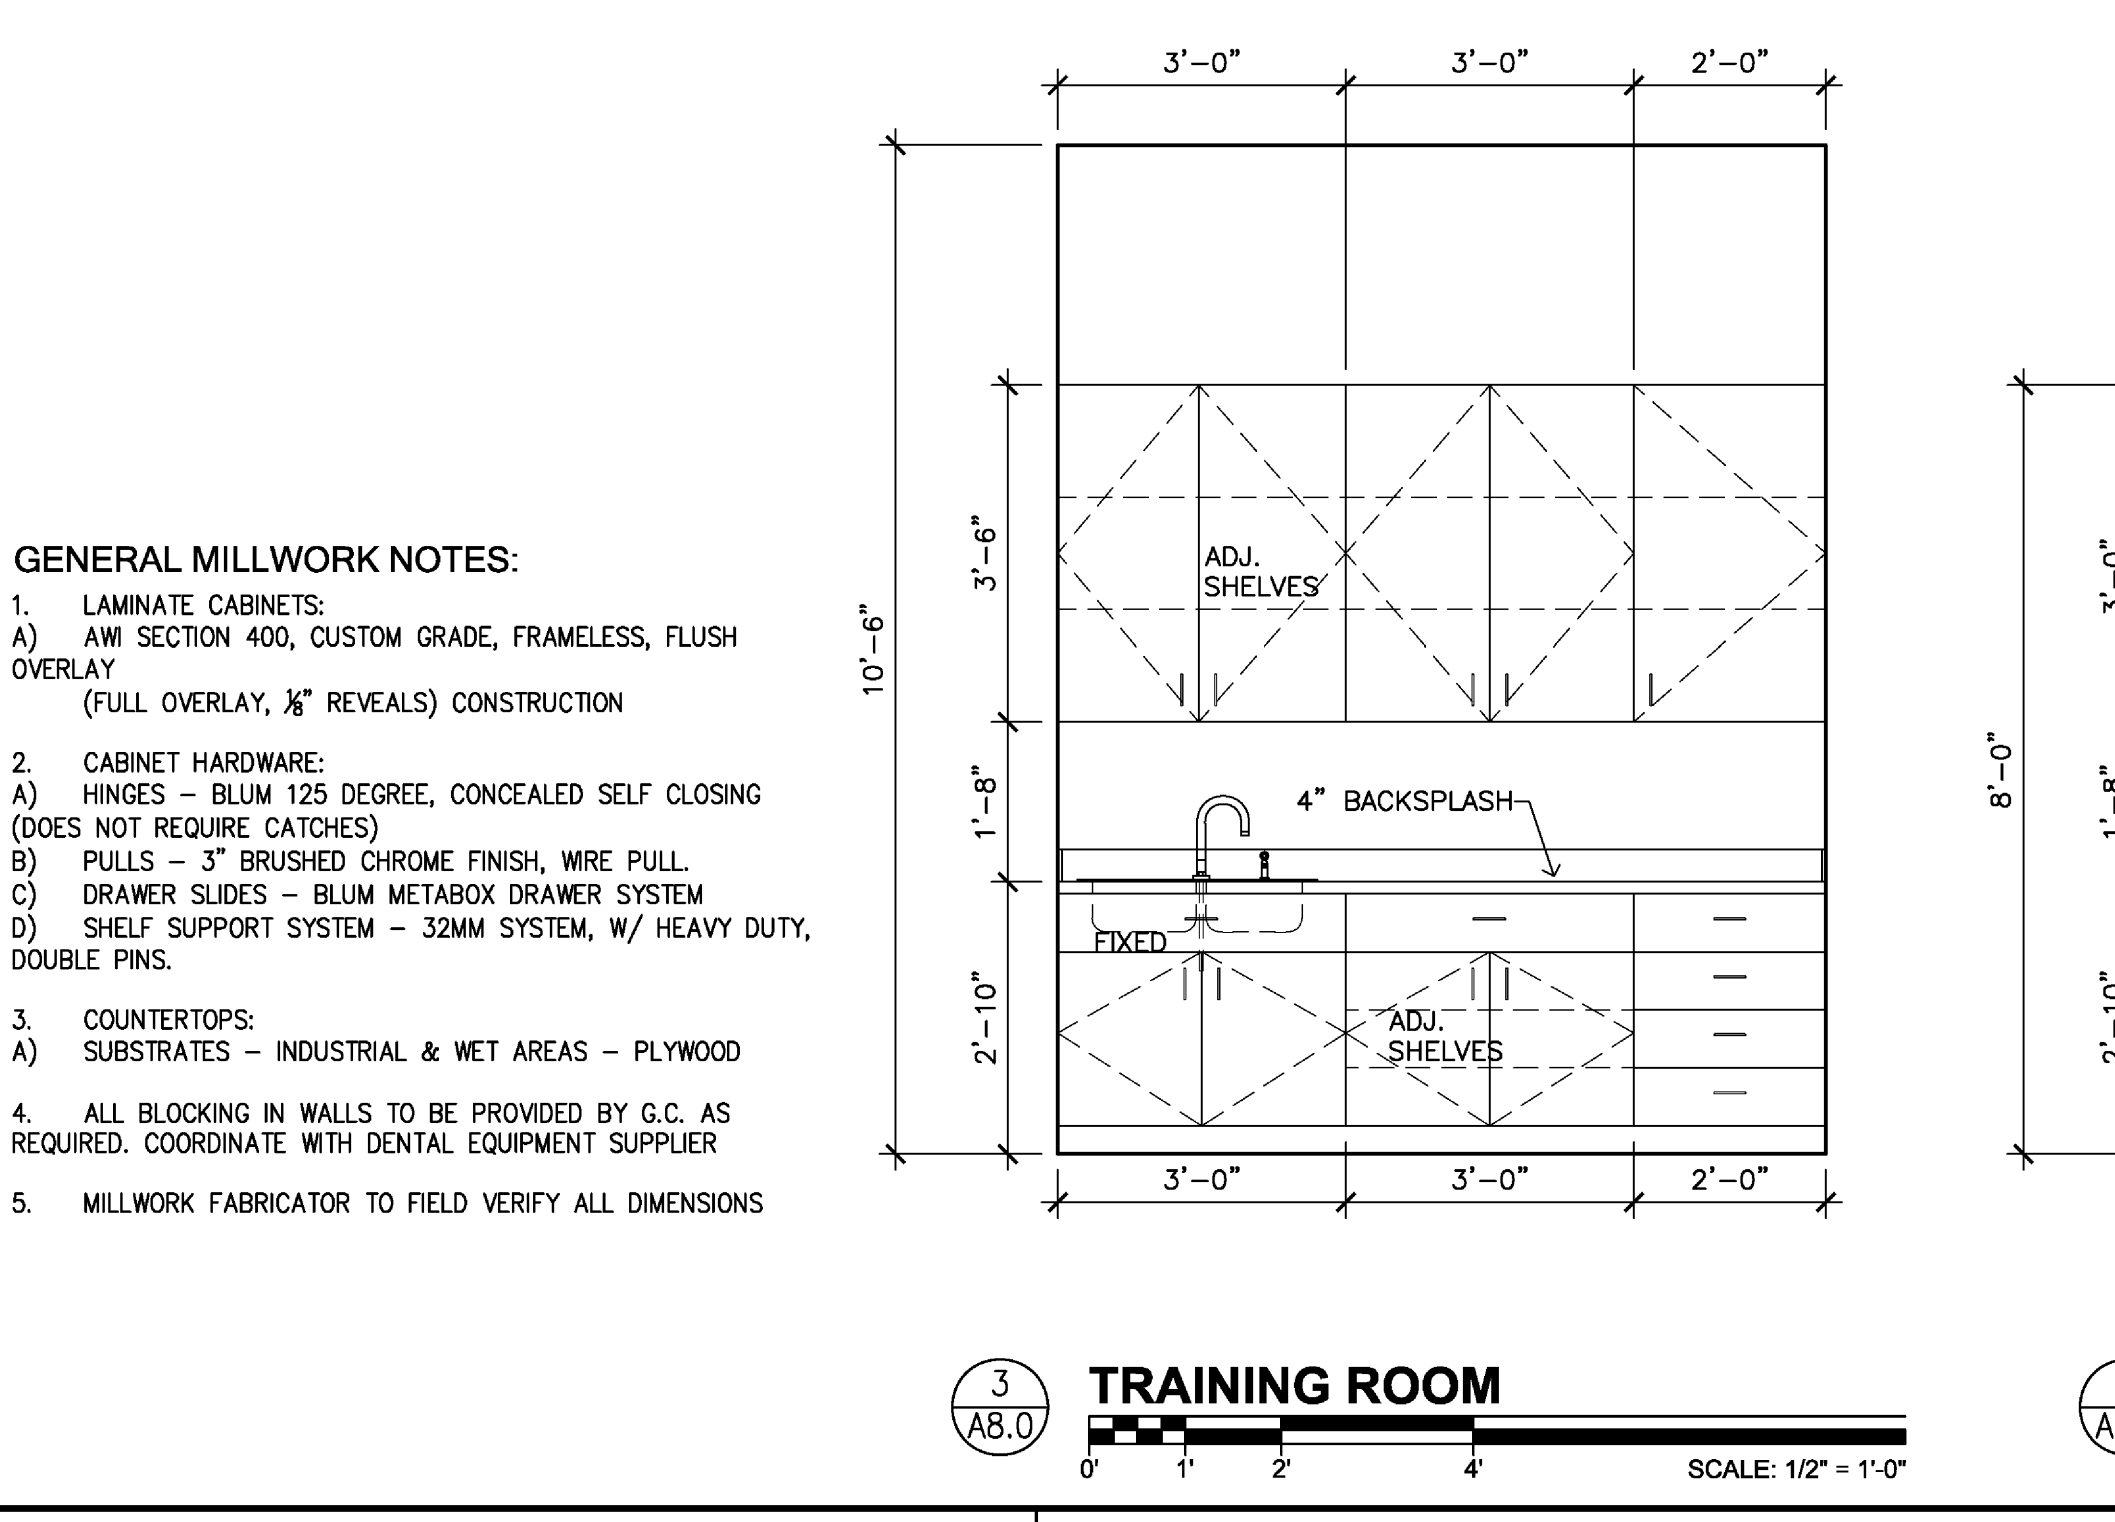 3'-0" 3'-0" 2'-0"
GENERAL MILLWORK NOTES:
1. LAMINATE CABINETS:
A) AWI SECTION 400, CUSTOM GRADE, FRAMELESS, FLUSH
OVERLAY
(FULL OVERLAY, ⅛" REVEALS) CONSTRUCTION
2. CABINET HARDWARE:
A) HINGES – BLUM 125 DEGREE, CONCEALED SELF CLOSING
(DOES NOT REQUIRE CATCHES)
B) PULLS – 3" BRUSHED CHROME FINISH, WIRE PULL.
C) DRAWER SLIDES – BLUM METABOX DRAWER SYSTEM
D) SHELF SUPPORT SYSTEM – 32MM SYSTEM, W/ HEAVY DUTY,
DOUBLE PINS.
3. COUNTERTOPS:
A) SUBSTRATES – INDUSTRIAL & WET AREAS – PLYWOOD
4. ALL BLOCKING IN WALLS TO BE PROVIDED BY G.C. AS
REQUIRED. COORDINATE WITH DENTAL EQUIPMENT SUPPLIER
5. MILLWORK FABRICATOR TO FIELD VERIFY ALL DIMENSIONS
10'-6"
3'-6"
1'-8"
2'-10"
ADJ.
SHELVES
4" BACKSPLASH
FIXED
ADJ.
SHELVES
3'-0" 3'-0" 2'-0"
8'-0"
3'-0"
1'-8"
2'-10"
3
A8.0
TRAINING ROOM
0' 1' 2' 4' SCALE: 1/2" = 1'-0"
A